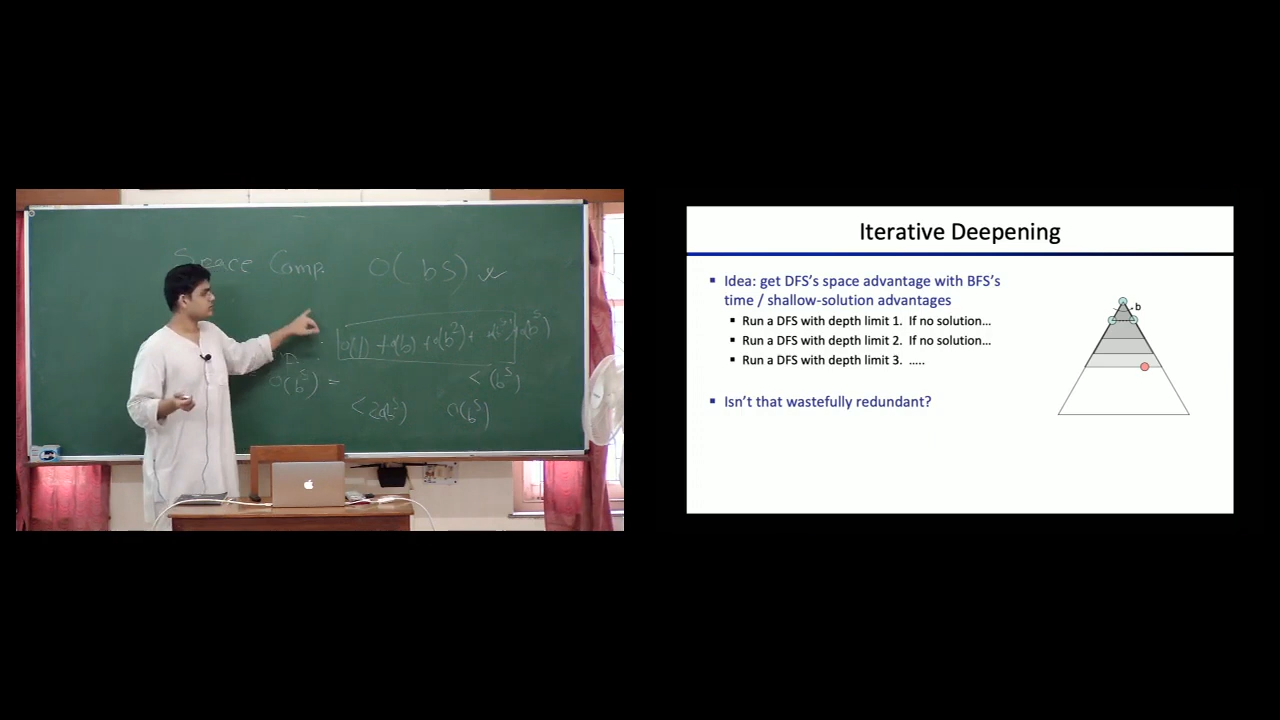 Space Comp. O( bs)
O(1) + O(b) + O(b²) +
O(b^s) = < (b^s)
< 2O(b^s) O(b^s)
Iterative Deepening
▪ Idea: get DFS's space advantage with BFS's
time / shallow-solution advantages
▪ Run a DFS with depth limit 1. If no solution...
▪ Run a DFS with depth limit 2. If no solution...
▪ Run a DFS with depth limit 3. .....
▪ Isn't that wastefully redundant?
b